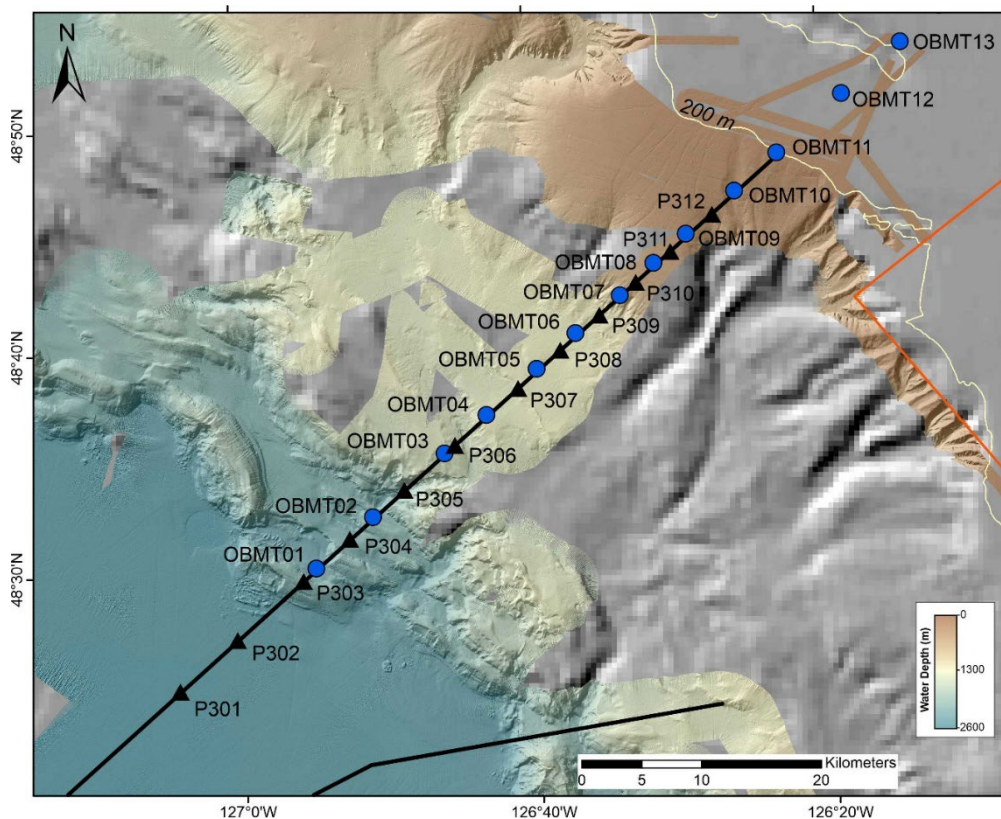 N
OBMT13
OBMT12
200 m
48°50'N
OBMT11
OBMT10
P312
P311
OBMT09
OBMT08
P310
OBMT07
P309
OBMT06
P308
48°40'N
OBMT05
P307
OBMT04
OBMT03
P306
P305
OBMT02
P304
OBMT01
48°30'N
P303
P302
P301
Water Depth (m)
0
1300
2600
Kilometers
0 5 10 20
127°0'W
126°40'W
126°20'W